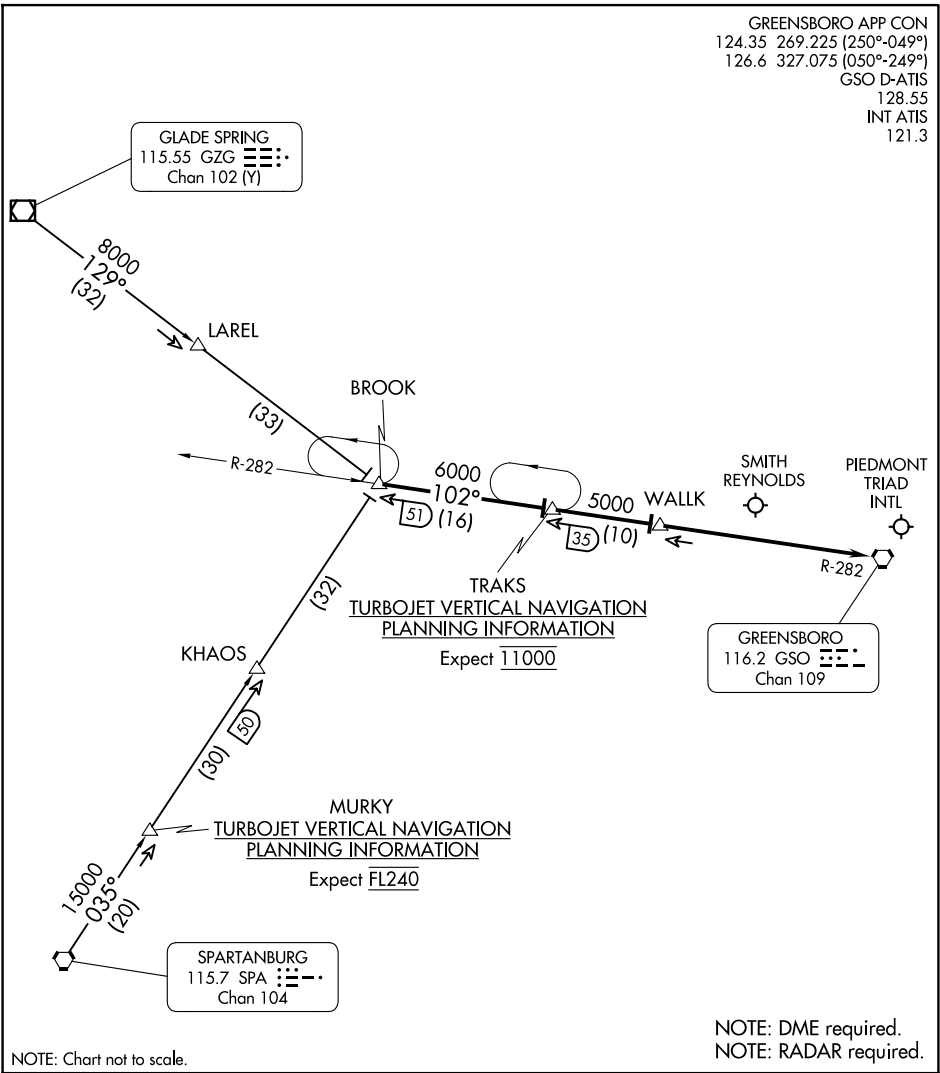 GREENSBORO APP CON
124.35 269.225 (250°-049°)
126.6 327.075 (050°-249°)
GSO D-ATIS
128.55
INT ATIS
121.3
GLADE SPRING
115.55 GZG
Chan 102 (Y)
8000
129°
(32)
LAREL
(33)
BROOK
R-282
6000
102°
51
(16)
5000
WALLK
35
(10)
SMITH
REYNOLDS
PIEDMONT
TRIAD
INTL
R-282
TRAKS
TURBOJET VERTICAL NAVIGATION
PLANNING INFORMATION
Expect 11000
GREENSBORO
116.2 GSO
Chan 109
(32)
KHAOS
50
(30)
MURKY
TURBOJET VERTICAL NAVIGATION
PLANNING INFORMATION
Expect FL240
15000
035°
(20)
SPARTANBURG
115.7 SPA
Chan 104
NOTE: DME required.
NOTE: RADAR required.
NOTE: Chart not to scale.